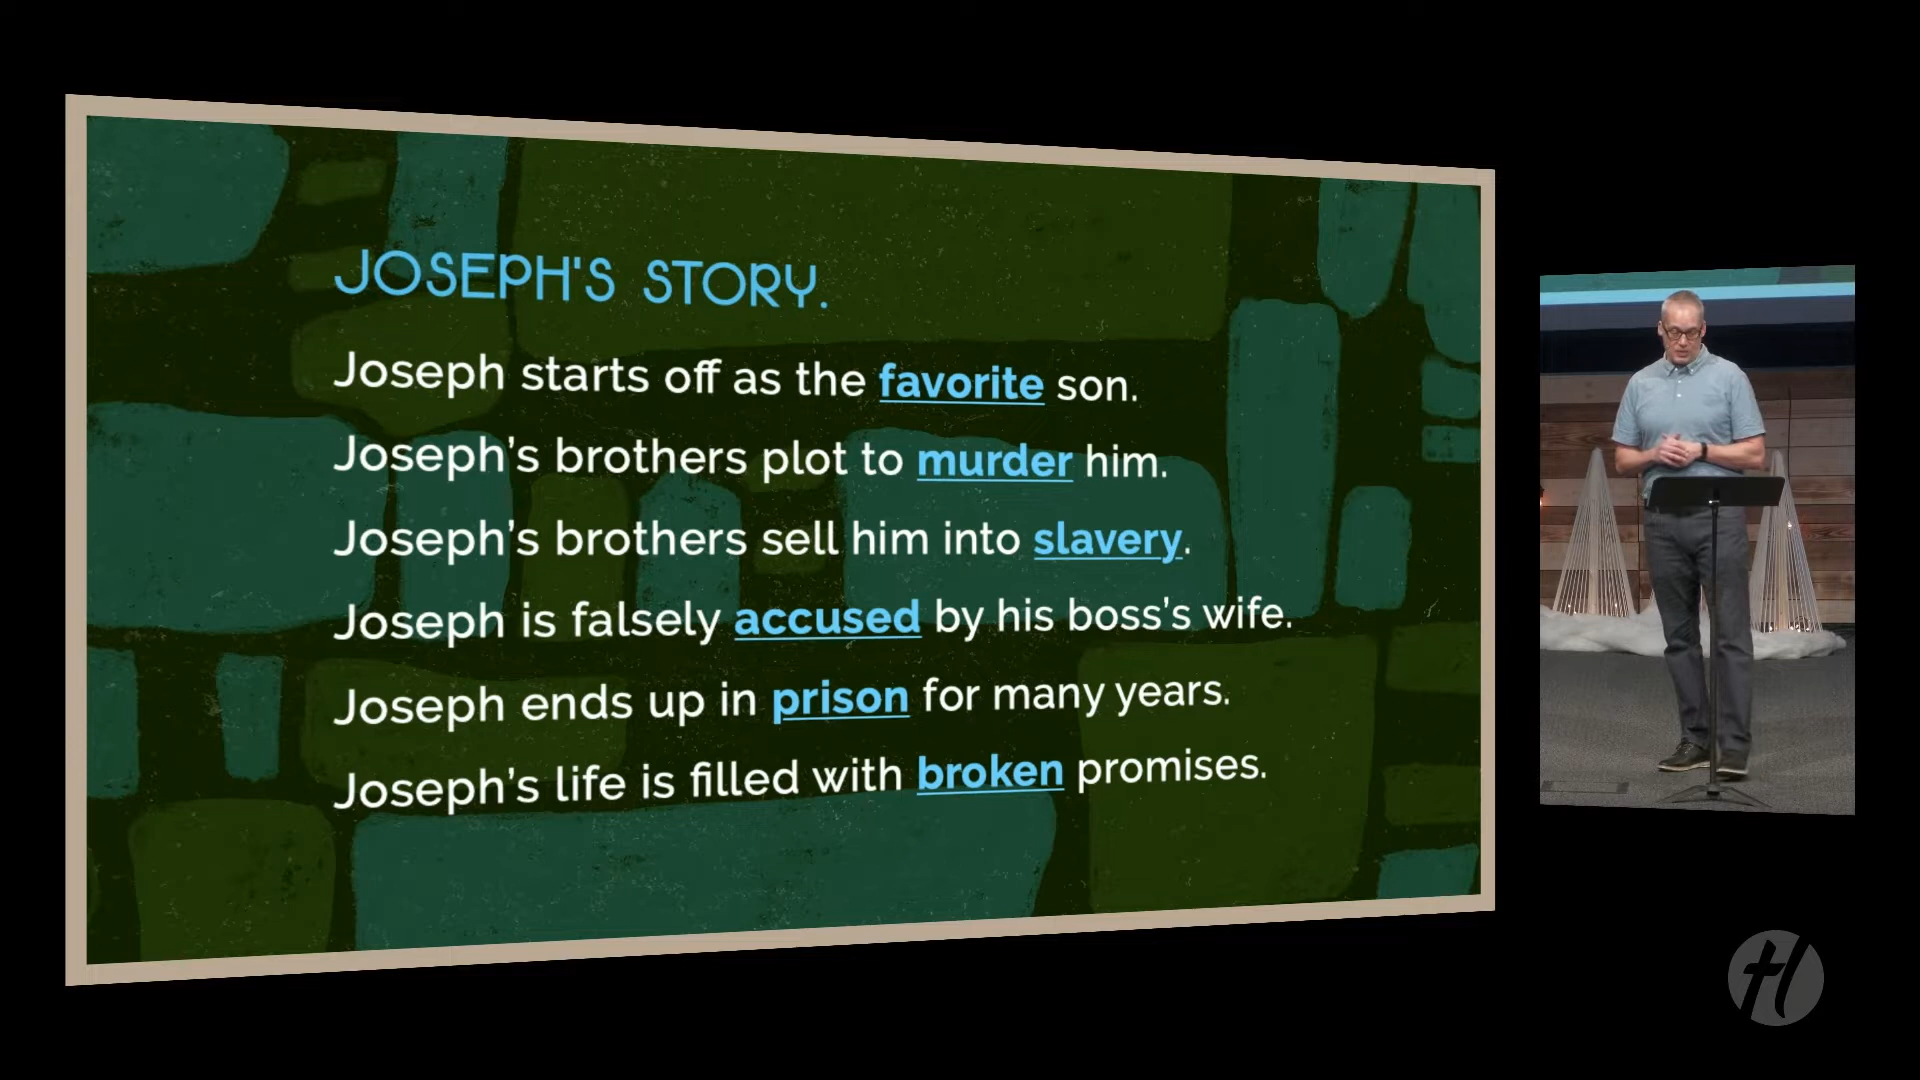 JOSEPH'S STORY.
Joseph starts off as the favorite son.
Joseph’s brothers plot to murder him.
Joseph’s brothers sell him into slavery.
Joseph is falsely accused by his boss’s wife.
Joseph ends up in prison for many years.
Joseph’s life is filled with broken promises.